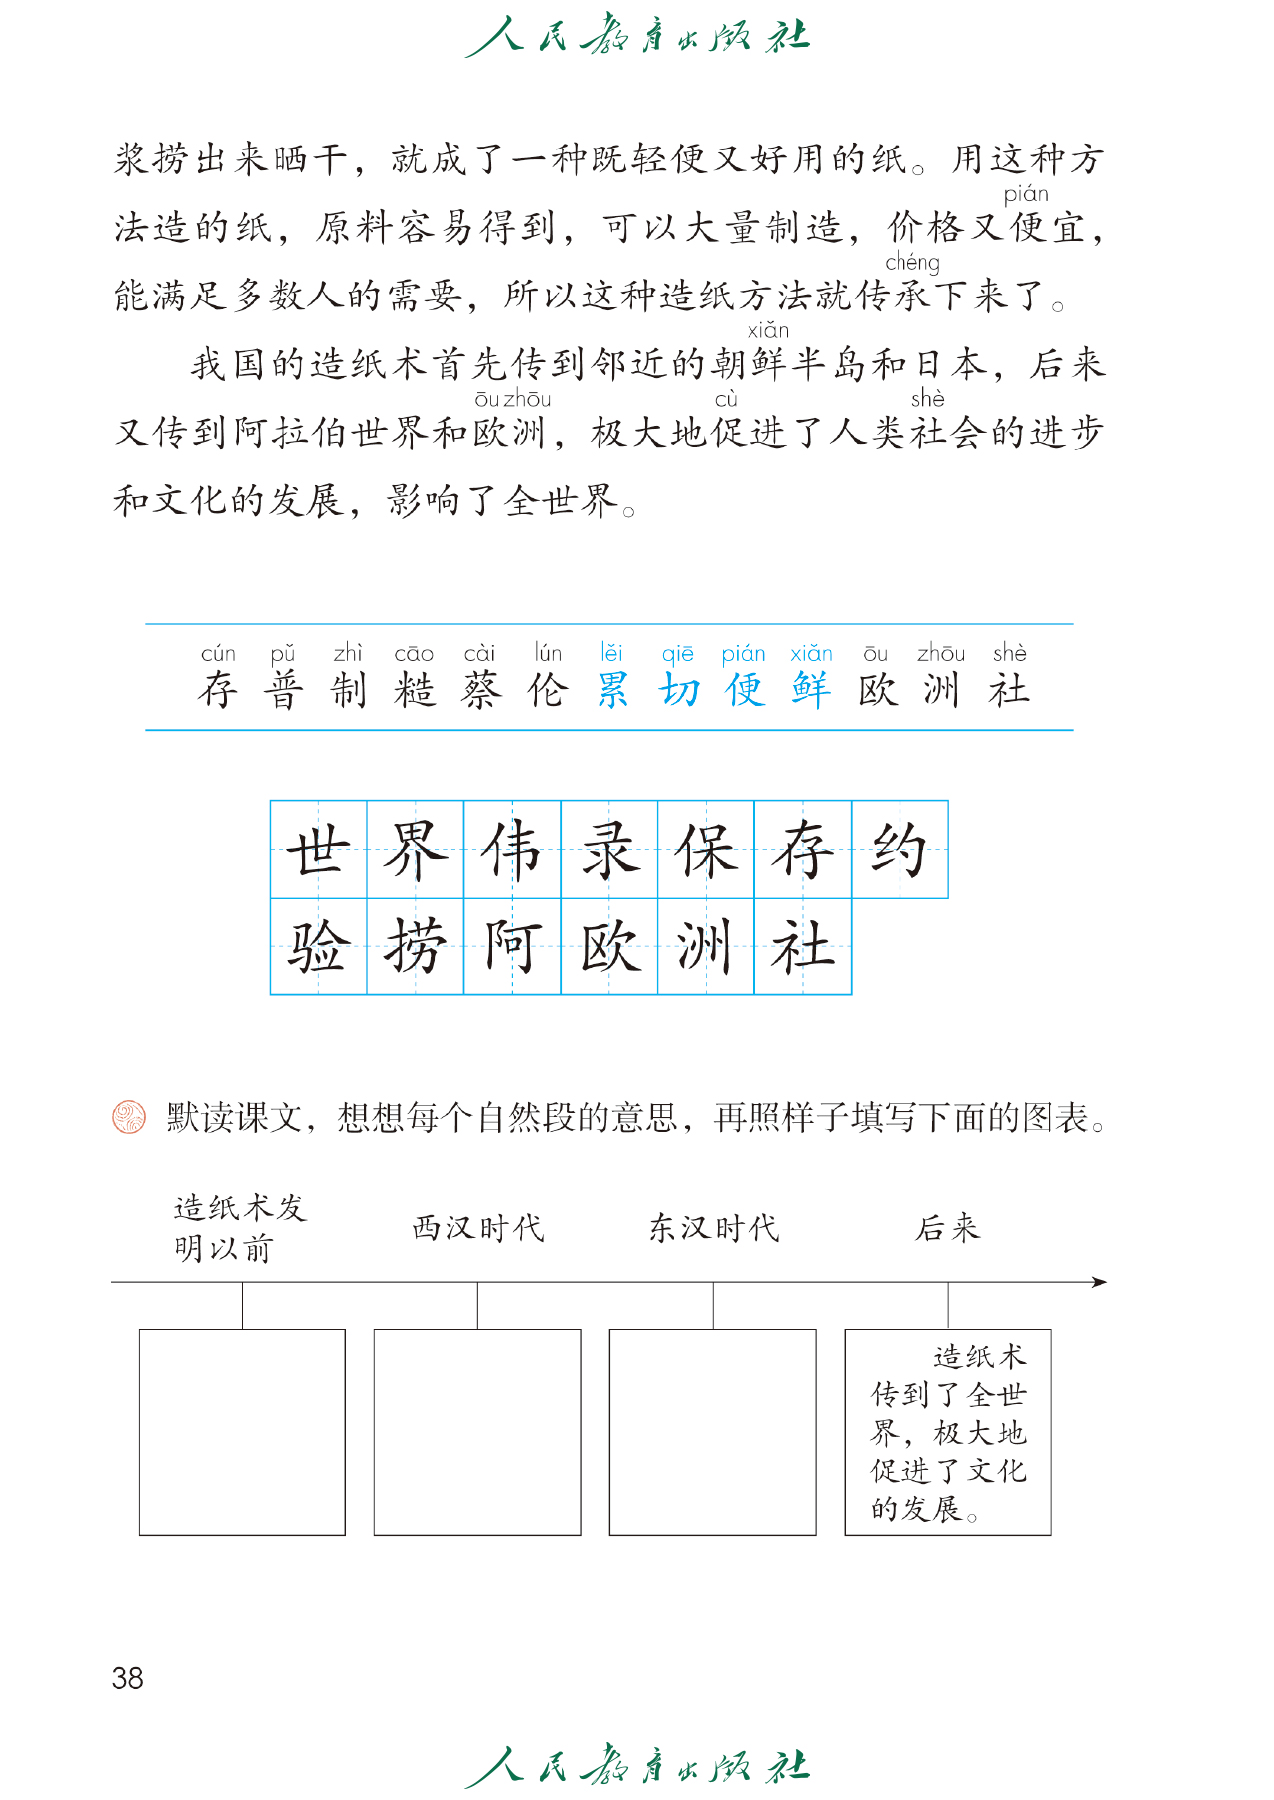 人民教育出版社
浆捞出来晒干，就成了一种既轻便又好用的纸。用这种方
pián
法造的纸，原料容易得到，可以大量制造，价格又便宜，
chéng
能满足多数人的需要，所以这种造纸方法就传承下来了。
xiǎn
我国的造纸术首先传到邻近的朝鲜半岛和日本，后来
ōu zhōu cù shè
又传到阿拉伯世界和欧洲，极大地促进了人类社会的进步
和文化的发展，影响了全世界。
cún pǔ zhì cāo cài lún lěi qiē pián xiǎn ōu zhōu shè
存 普 制 糙 蔡 伦 累 切 便 鲜 欧 洲 社
世 界 伟 录 保 存 约
验 捞 阿 欧 洲 社
默读课文，想想每个自然段的意思，再照样子填写下面的图表。
造纸术发
明以前
西汉时代
东汉时代
后来
造纸术
传到了全世
界，极大地
促进了文化
的发展。
38
人民教育出版社